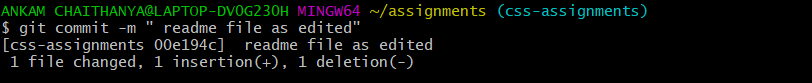 ANKAM CHAITHANYA@LAPTOP-DV0G230H MINGW64 ~/assignments (css-assignments)
$ git commit -m " readme file as edited"
[css-assignments 00e194c]  readme file as edited
 1 file changed, 1 insertion(+), 1 deletion(-)